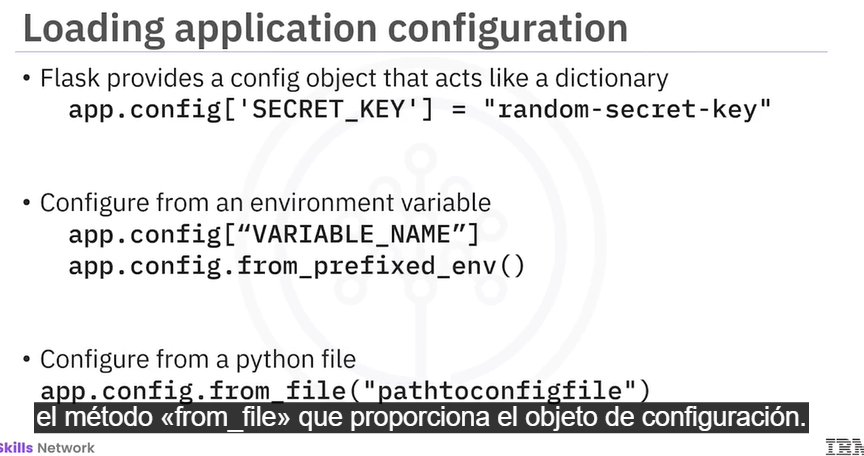 Loading application configuration
• Flask provides a config object that acts like a dictionary
app.config['SECRET_KEY'] = "random-secret-key"
• Configure from an environment variable
app.config[“VARIABLE_NAME”]
app.config.from_prefixed_env()
• Configure from a python file
app.config.from_file("pathtoconfigfile")
el método «from_file» que proporciona el objeto de configuración.
Skills Network
IBM